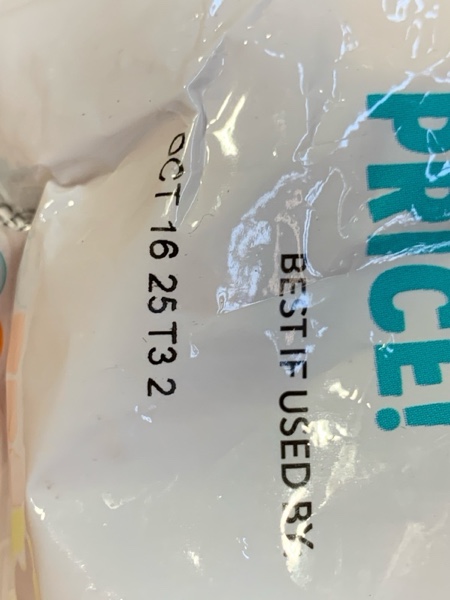 PRICE!
BEST IF USED BY
OCT 16 25 T3 2